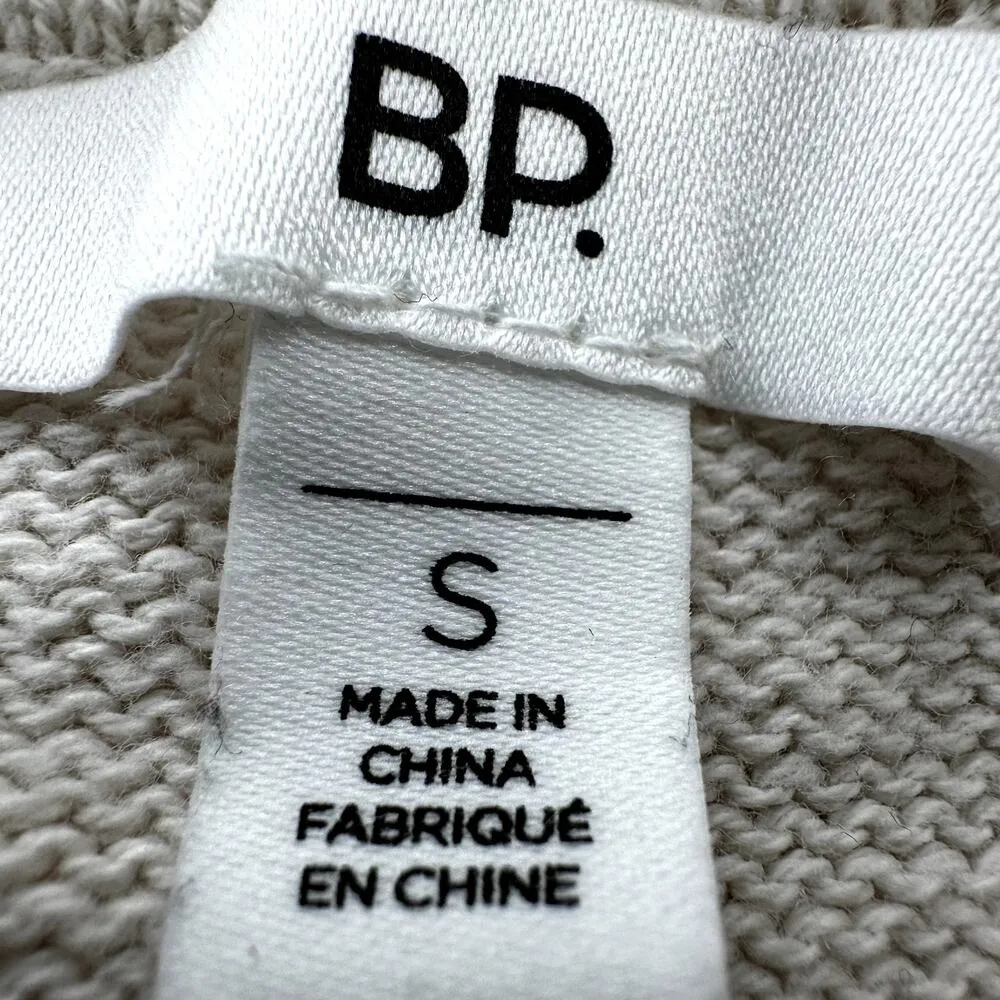 BP.
S
MADE IN
CHINA
FABRIQUÉ
EN CHINE